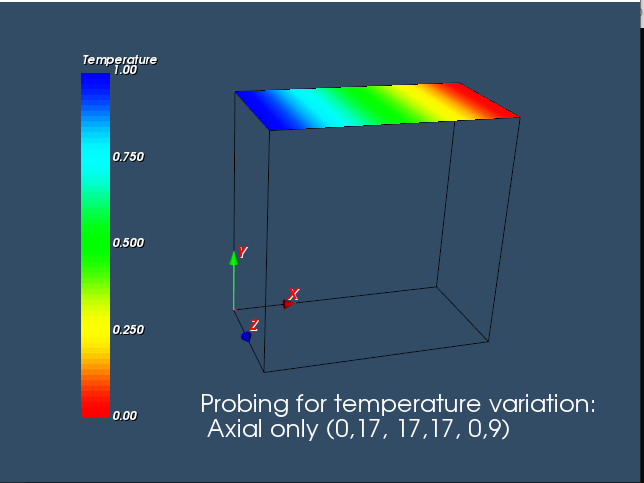 Temperature
1.00
0.750
0.500
0.250
0.00
Y
X
Z
Probing for temperature variation:
Axial only (0,17, 17,17, 0,9)